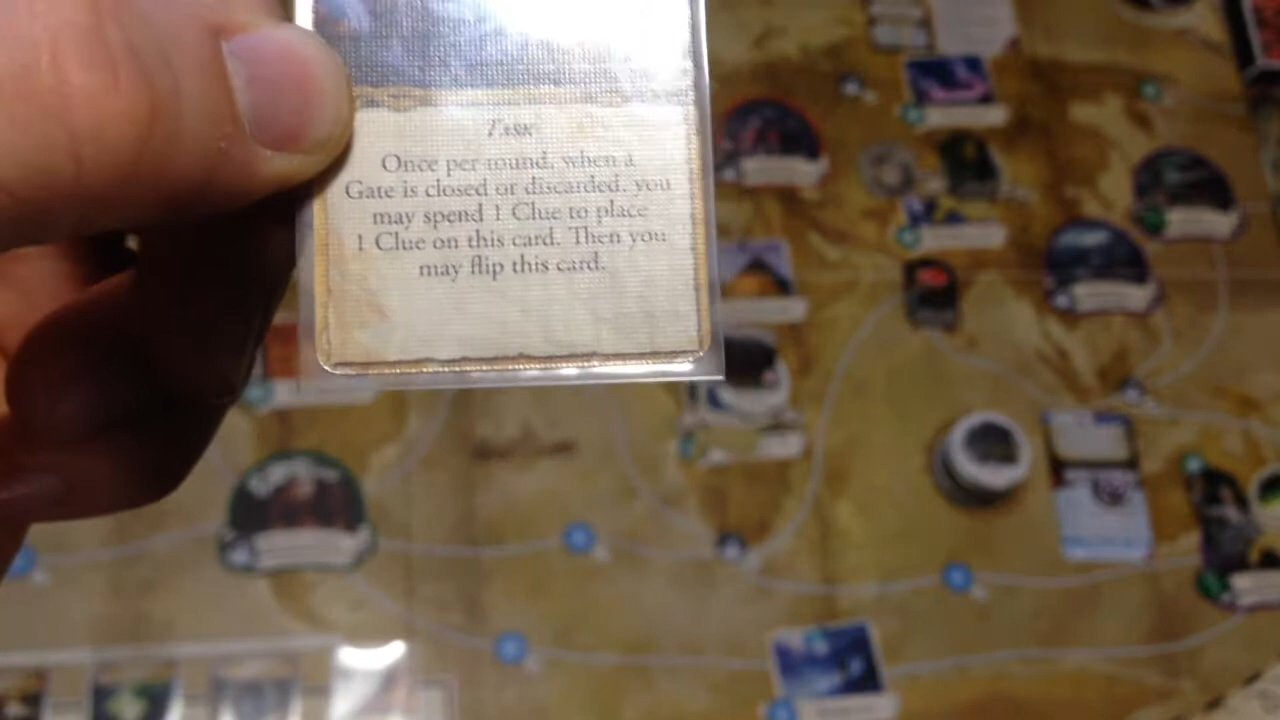 Task
Once per round, when a
Gate is closed or discarded, you
may spend 1 Clue to place
1 Clue on this card. Then you
may flip this card.